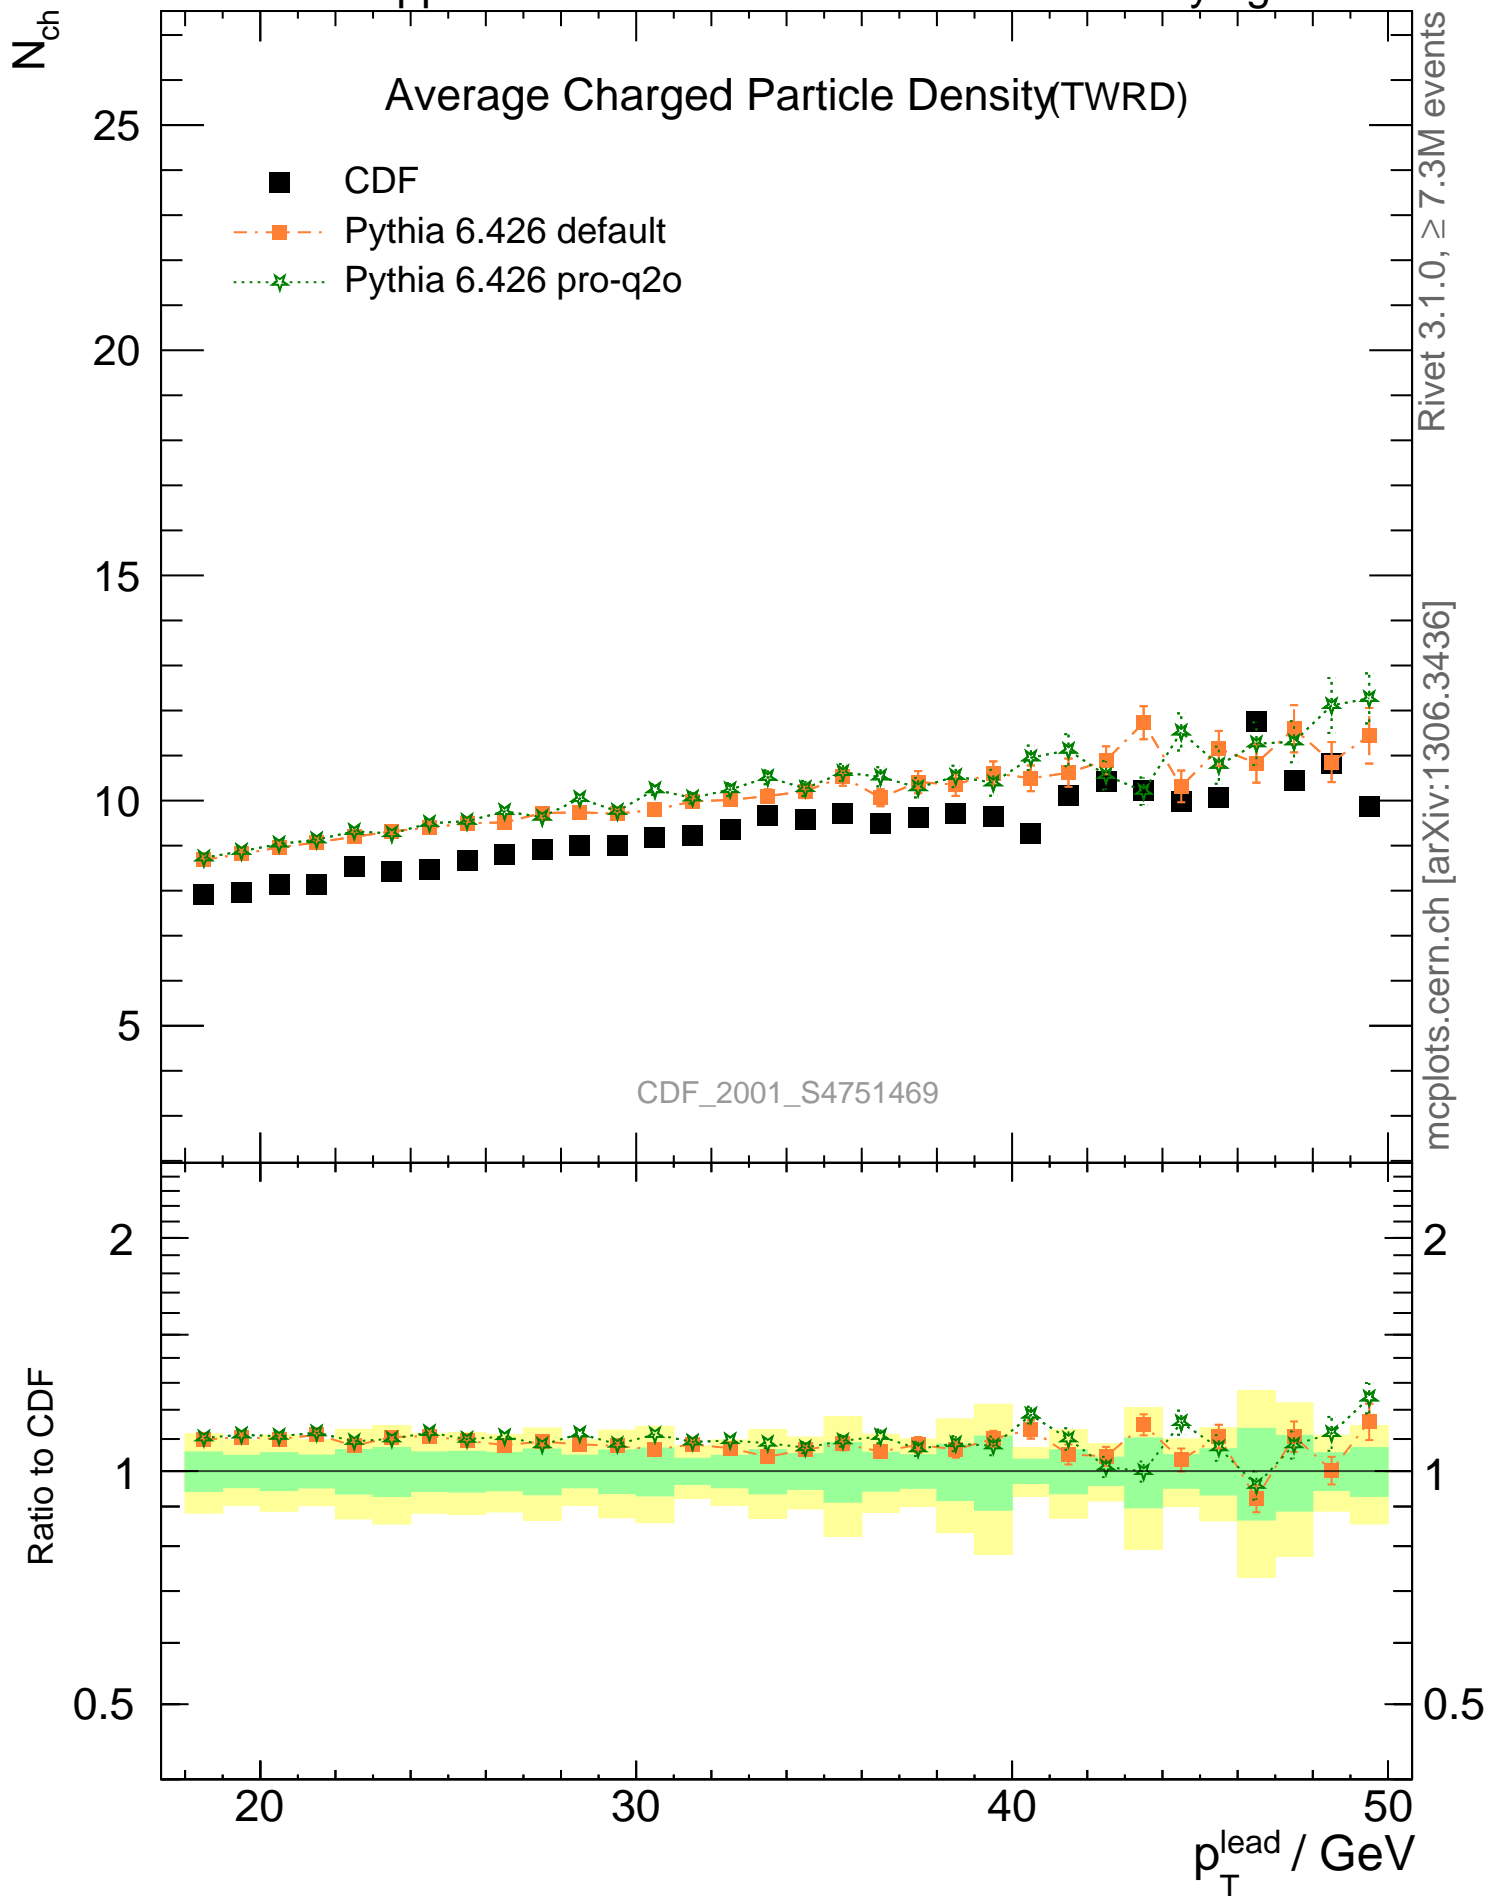 N_ch
Average Charged Particle Density (TWRD)
CDF
Pythia 6.426 default
Pythia 6.426 pro-q2o
25
20
15
10
5
CDF_2001_S4751469
Rivet 3.1.0, ≥ 7.3M events
mcplots.cern.ch [arXiv:1306.3436]
Ratio to CDF
2
1
0.5
2
1
0.5
20 30 40 50
p_T^lead / GeV